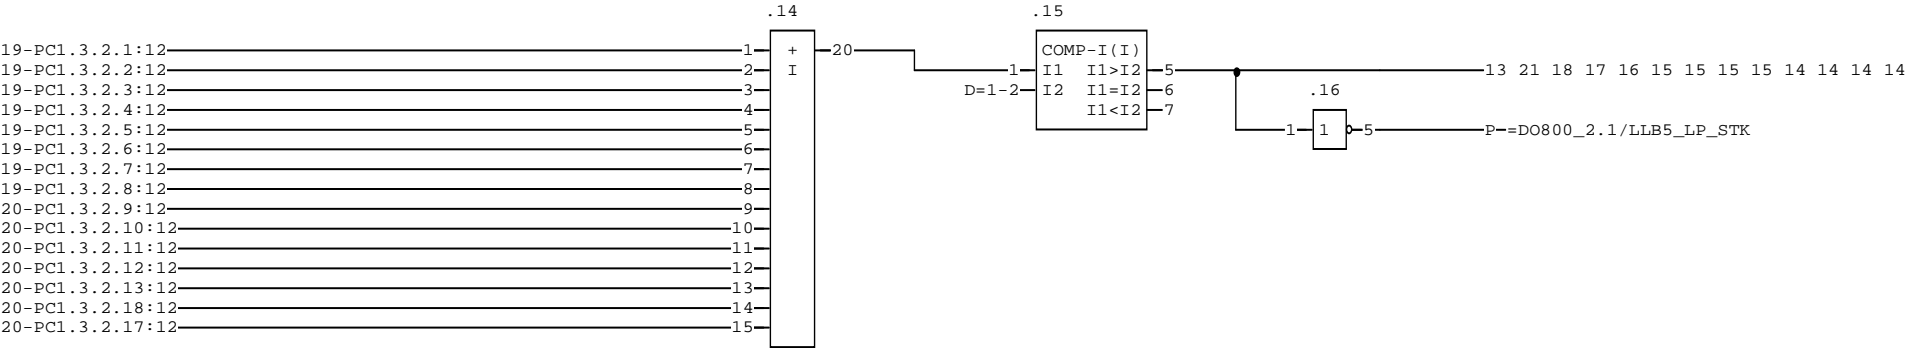 .14 .15
19-PC1.3.2.1:12 1 + 20 COMP-I(I)
19-PC1.3.2.2:12 2 I 1 I1 I1>I2 5 13 21 18 17 16 15 15 15 15 14 14 14 14
19-PC1.3.2.3:12 3 D=1-2 I2 I1=I2 6 .16
19-PC1.3.2.4:12 4 I1<I2 7
19-PC1.3.2.5:12 5 1 1 5 P-=DO800_2.1/LLB5_LP_STK
19-PC1.3.2.6:12 6
19-PC1.3.2.7:12 7
19-PC1.3.2.8:12 8
20-PC1.3.2.9:12 9
20-PC1.3.2.10:12 10
20-PC1.3.2.11:12 11
20-PC1.3.2.12:12 12
20-PC1.3.2.13:12 13
20-PC1.3.2.18:12 14
20-PC1.3.2.17:12 15